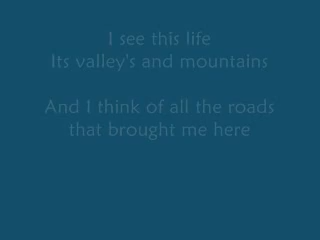 I see this life
Its valley's and mountains
And I think of all the roads
that brought me here